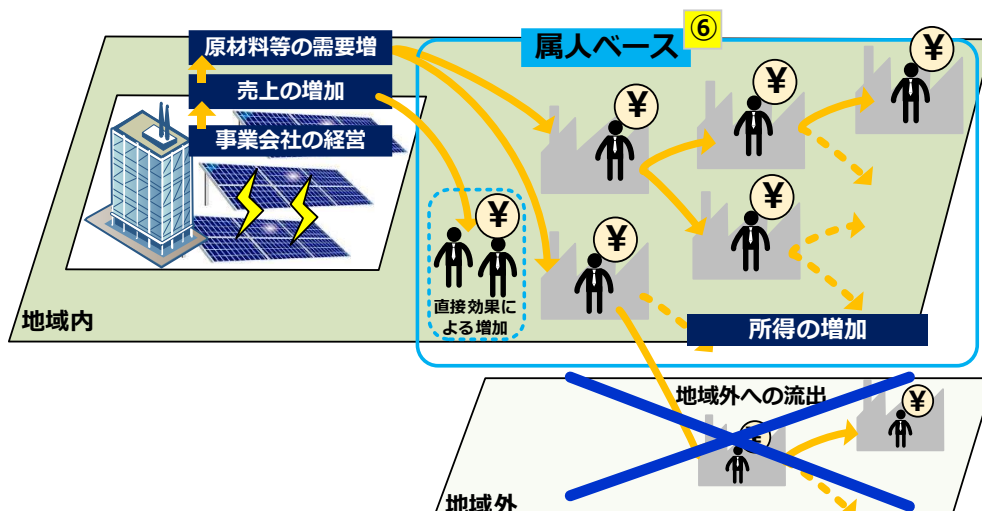 原材料等の需要増
売上の増加
事業会社の経営
属人ベース
⑥
¥
¥
¥
¥
¥
¥
¥
直接効果に
よる増加
地域内
所得の増加
地域外への流出
¥
¥
地域外